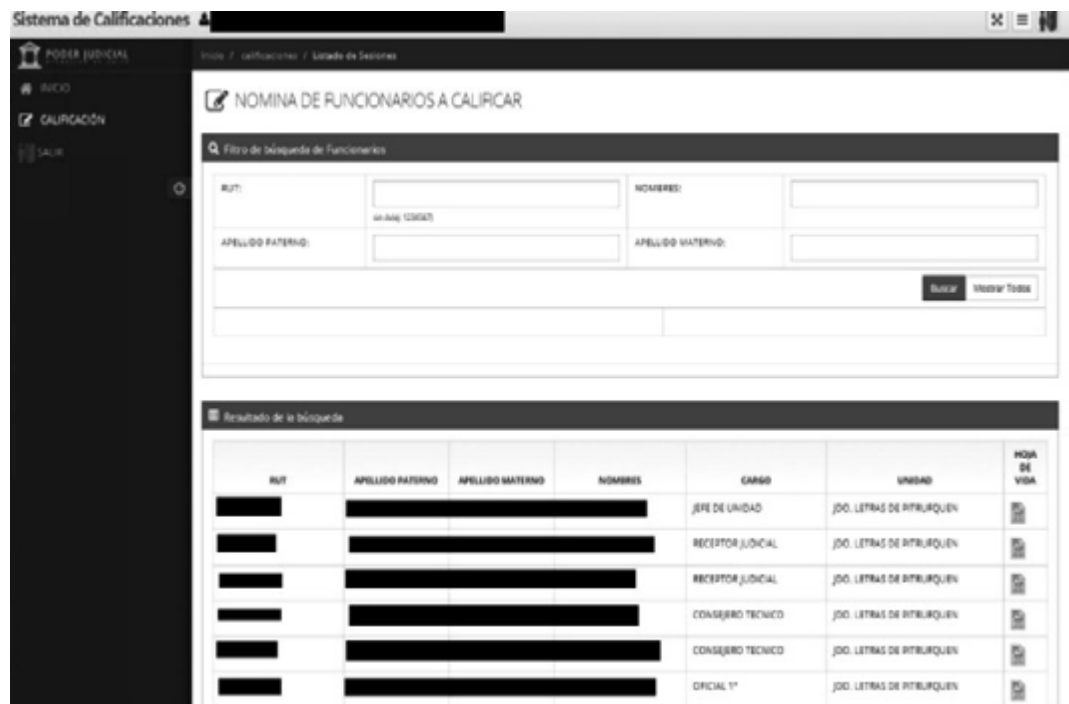 Sistema de Calificaciones
PODER JUDICIAL
Inicio / calificaciones / Listado de Sesiones
INICIO
CALIFICACIÓN
SALIR
NOMINA DE FUNCIONARIOS A CALIFICAR
Filtro de búsqueda de Funcionarios
RUT:
NOMBRES:
APELLIDO PATERNO:
APELLIDO MATERNO:
Buscar Mostrar Todos
Resultado de la búsqueda
RUT APELLIDO PATERNO APELLIDO MATERNO NOMBRES CARGO UNIDAD HOJA DE VIDA
JEFE DE UNIDAD JDO. LETRAS DE PITRUFQUEN
RECEPTOR JUDICIAL JDO. LETRAS DE PITRUFQUEN
RECEPTOR JUDICIAL JDO. LETRAS DE PITRUFQUEN
CONSEJERO TECNICO JDO. LETRAS DE PITRUFQUEN
CONSEJERO TECNICO JDO. LETRAS DE PITRUFQUEN
OFICIAL 1° JDO. LETRAS DE PITRUFQUEN